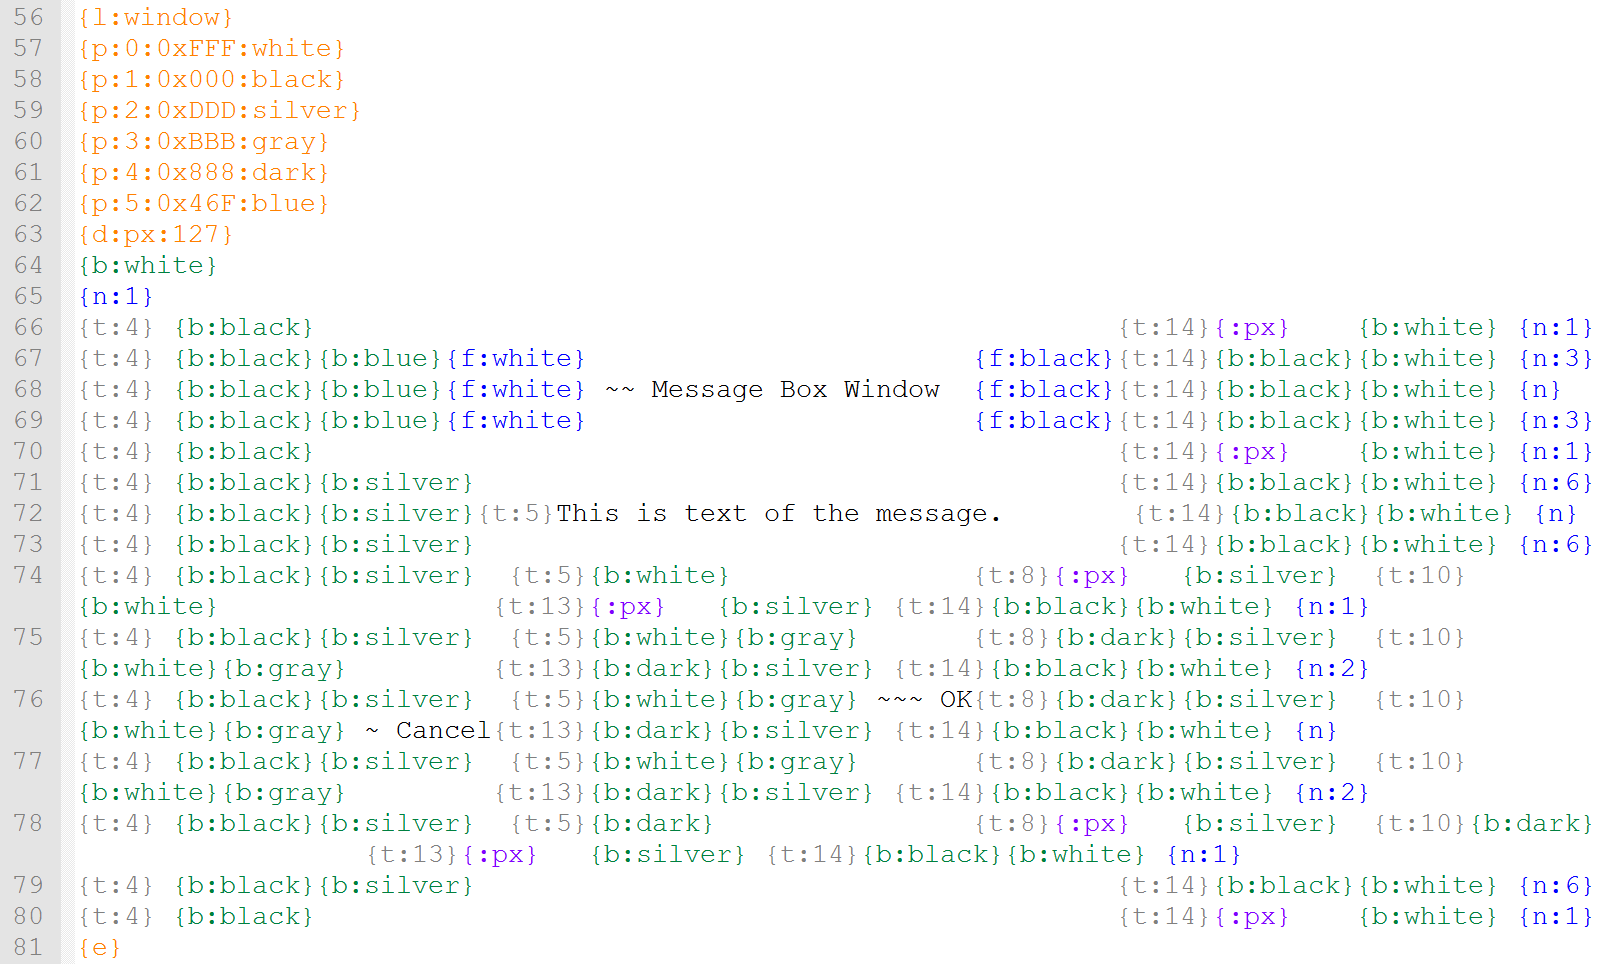 56 {l:window}
57 {p:0:0xFFF:white}
58 {p:1:0x000:black}
59 {p:2:0xDDD:silver}
60 {p:3:0xBBB:gray}
61 {p:4:0x888:dark}
62 {p:5:0x46F:blue}
63 {d:px:127}
64 {b:white}
65 {n:1}
66 {t:4} {b:black} {t:14}{:px} {b:white} {n:1}
67 {t:4} {b:black}{b:blue}{f:white} {f:black}{t:14}{b:black}{b:white} {n:3}
68 {t:4} {b:black}{b:blue}{f:white} ~~ Message Box Window {f:black}{t:14}{b:black}{b:white} {n}
69 {t:4} {b:black}{b:blue}{f:white} {f:black}{t:14}{b:black}{b:white} {n:3}
70 {t:4} {b:black} {t:14}{:px} {b:white} {n:1}
71 {t:4} {b:black}{b:silver} {t:14}{b:black}{b:white} {n:6}
72 {t:4} {b:black}{b:silver}{t:5}This is text of the message. {t:14}{b:black}{b:white} {n}
73 {t:4} {b:black}{b:silver} {t:14}{b:black}{b:white} {n:6}
74 {t:4} {b:black}{b:silver} {t:5}{b:white} {t:8}{:px} {b:silver} {t:10}
{b:white} {t:13}{:px} {b:silver} {t:14}{b:black}{b:white} {n:1}
75 {t:4} {b:black}{b:silver} {t:5}{b:white}{b:gray} {t:8}{b:dark}{b:silver} {t:10}
{b:white}{b:gray} {t:13}{b:dark}{b:silver} {t:14}{b:black}{b:white} {n:2}
76 {t:4} {b:black}{b:silver} {t:5}{b:white}{b:gray} ~~~ OK{t:8}{b:dark}{b:silver} {t:10}
{b:white}{b:gray} ~ Cancel{t:13}{b:dark}{b:silver} {t:14}{b:black}{b:white} {n}
77 {t:4} {b:black}{b:silver} {t:5}{b:white}{b:gray} {t:8}{b:dark}{b:silver} {t:10}
{b:white}{b:gray} {t:13}{b:dark}{b:silver} {t:14}{b:black}{b:white} {n:2}
78 {t:4} {b:black}{b:silver} {t:5}{b:dark} {t:8}{:px} {b:silver} {t:10}{b:dark}
{t:13}{:px} {b:silver} {t:14}{b:black}{b:white} {n:1}
79 {t:4} {b:black}{b:silver} {t:14}{b:black}{b:white} {n:6}
80 {t:4} {b:black} {t:14}{:px} {b:white} {n:1}
81 {e}